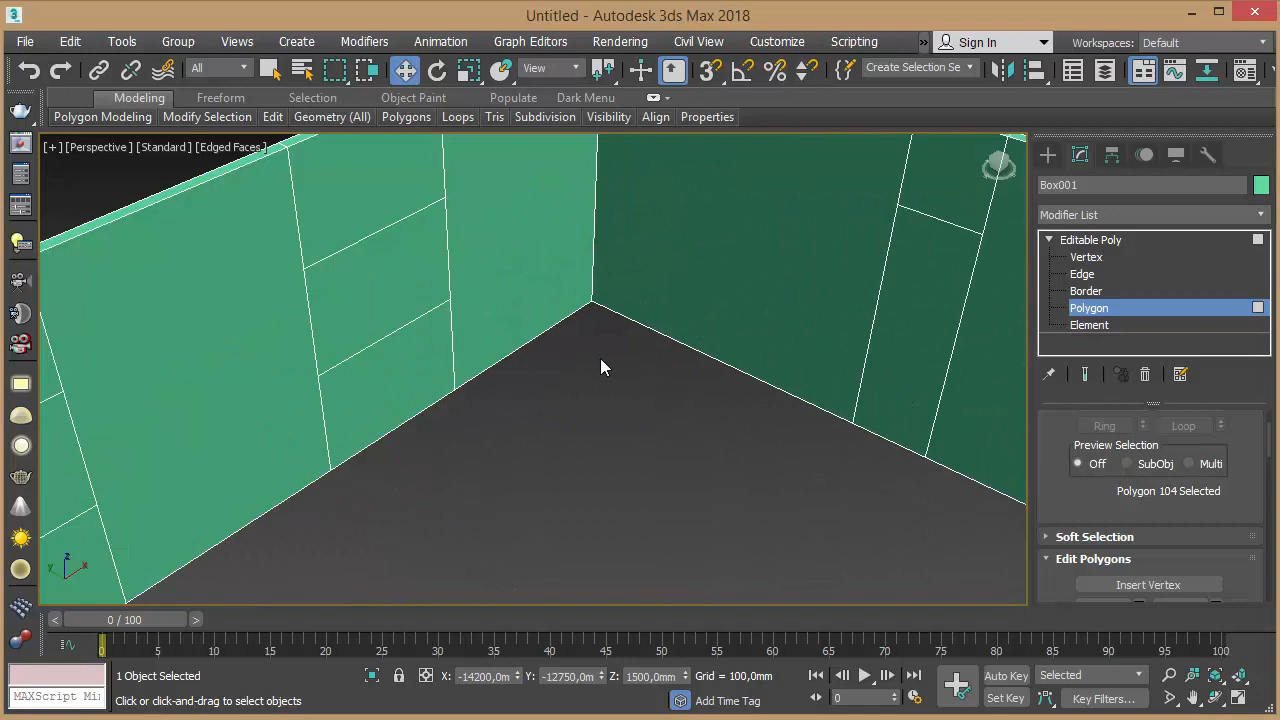 Untitled - Autodesk 3ds Max 2018
File Edit Tools Group Views Create Modifiers Animation Graph Editors Rendering Civil View Customize Scripting » Sign In Workspaces: Default
All View Create Selection Se
Modeling Freeform Selection Object Paint Populate Dark Menu
Polygon Modeling Modify Selection Edit Geometry (All) Polygons Loops Tris Subdivision Visibility Align Properties
[+] [Perspective] [Standard] [Edged Faces]
Box001
Modifier List
Editable Poly
Vertex
Edge
Border
Polygon
Element
Ring Loop
Preview Selection
Off SubObj Multi
Polygon 104 Selected
Soft Selection
Edit Polygons
Insert Vertex
z
y x
< 0 / 100 >
0 5 10 15 20 25 30 35 40 45 50 55 60 65 70 75 80 85 90 95 100
1 Object Selected X: -14200,0m Y: -12750,0m Z: 1500,0mm Grid = 100,0mm Auto Key Selected
MAXScript Mi Click or click-and-drag to select objects Add Time Tag 0 Set Key Key Filters...